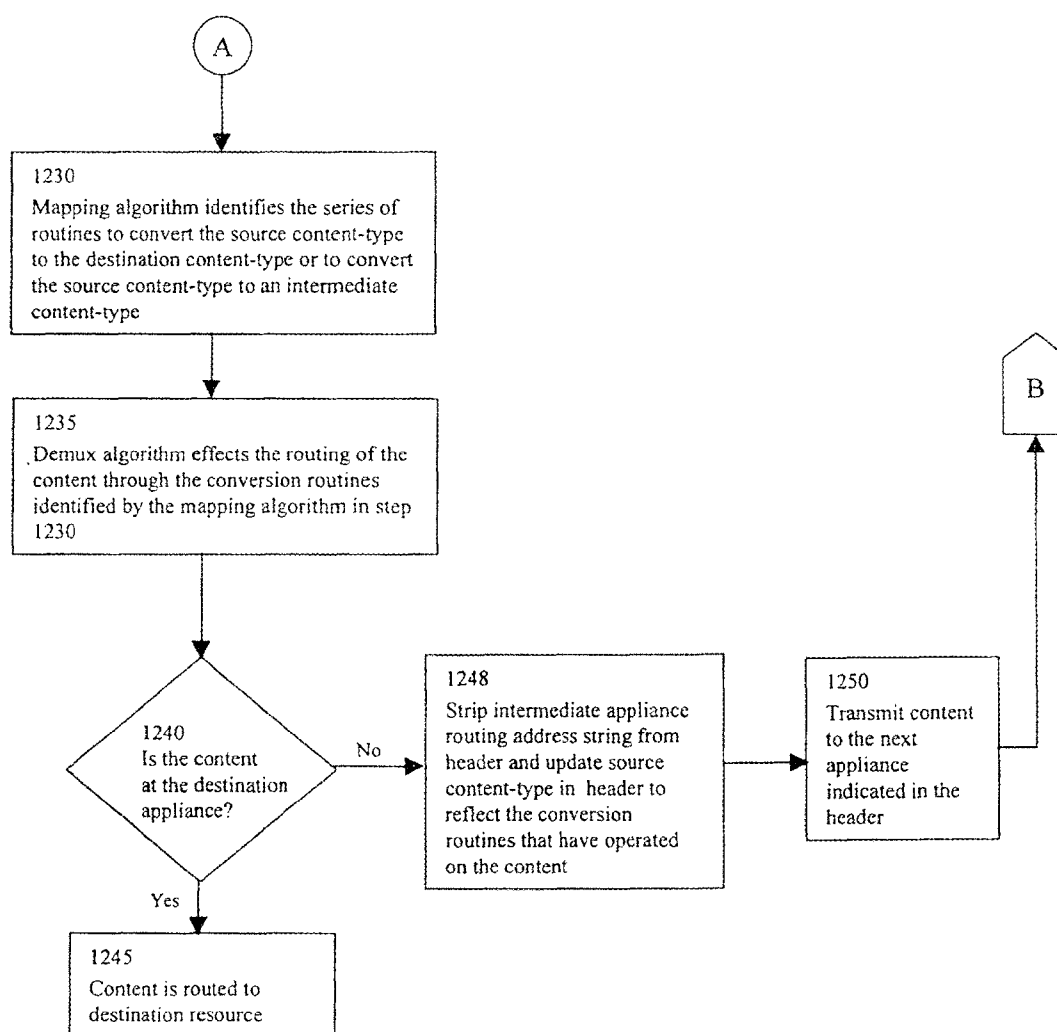 A
1230
Mapping algorithm identifies the series of
routines to convert the source content-type
to the destination content-type or to convert
the source content-type to an intermediate
content-type
B
1235
Demux algorithm effects the routing of the
content through the conversion routines
identified by the mapping algorithm in step
1230
1240
Is the content
at the destination
appliance?
No
Yes
1248
Strip intermediate appliance
routing address string from
header and update source
content-type in header to
reflect the conversion
routines that have operated
on the content
1250
Transmit content
to the next
appliance
indicated in the
header
1245
Content is routed to
destination resource